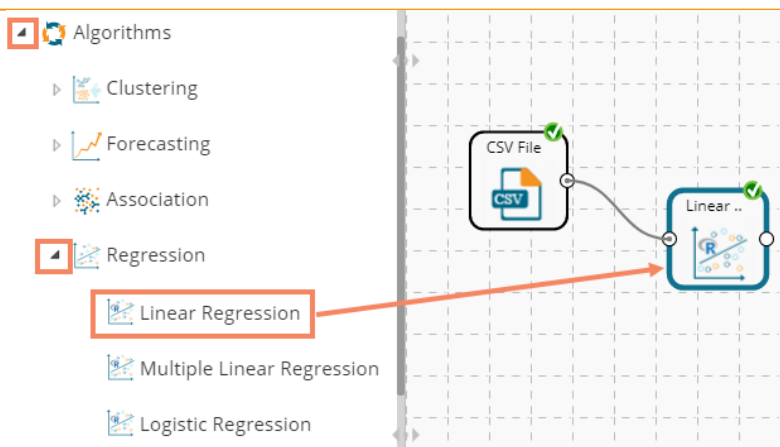 Algorithms
Clustering
Forecasting
Association
Regression
Linear Regression
Multiple Linear Regression
Logistic Regression
CSV File
CSV
Linear ..
R